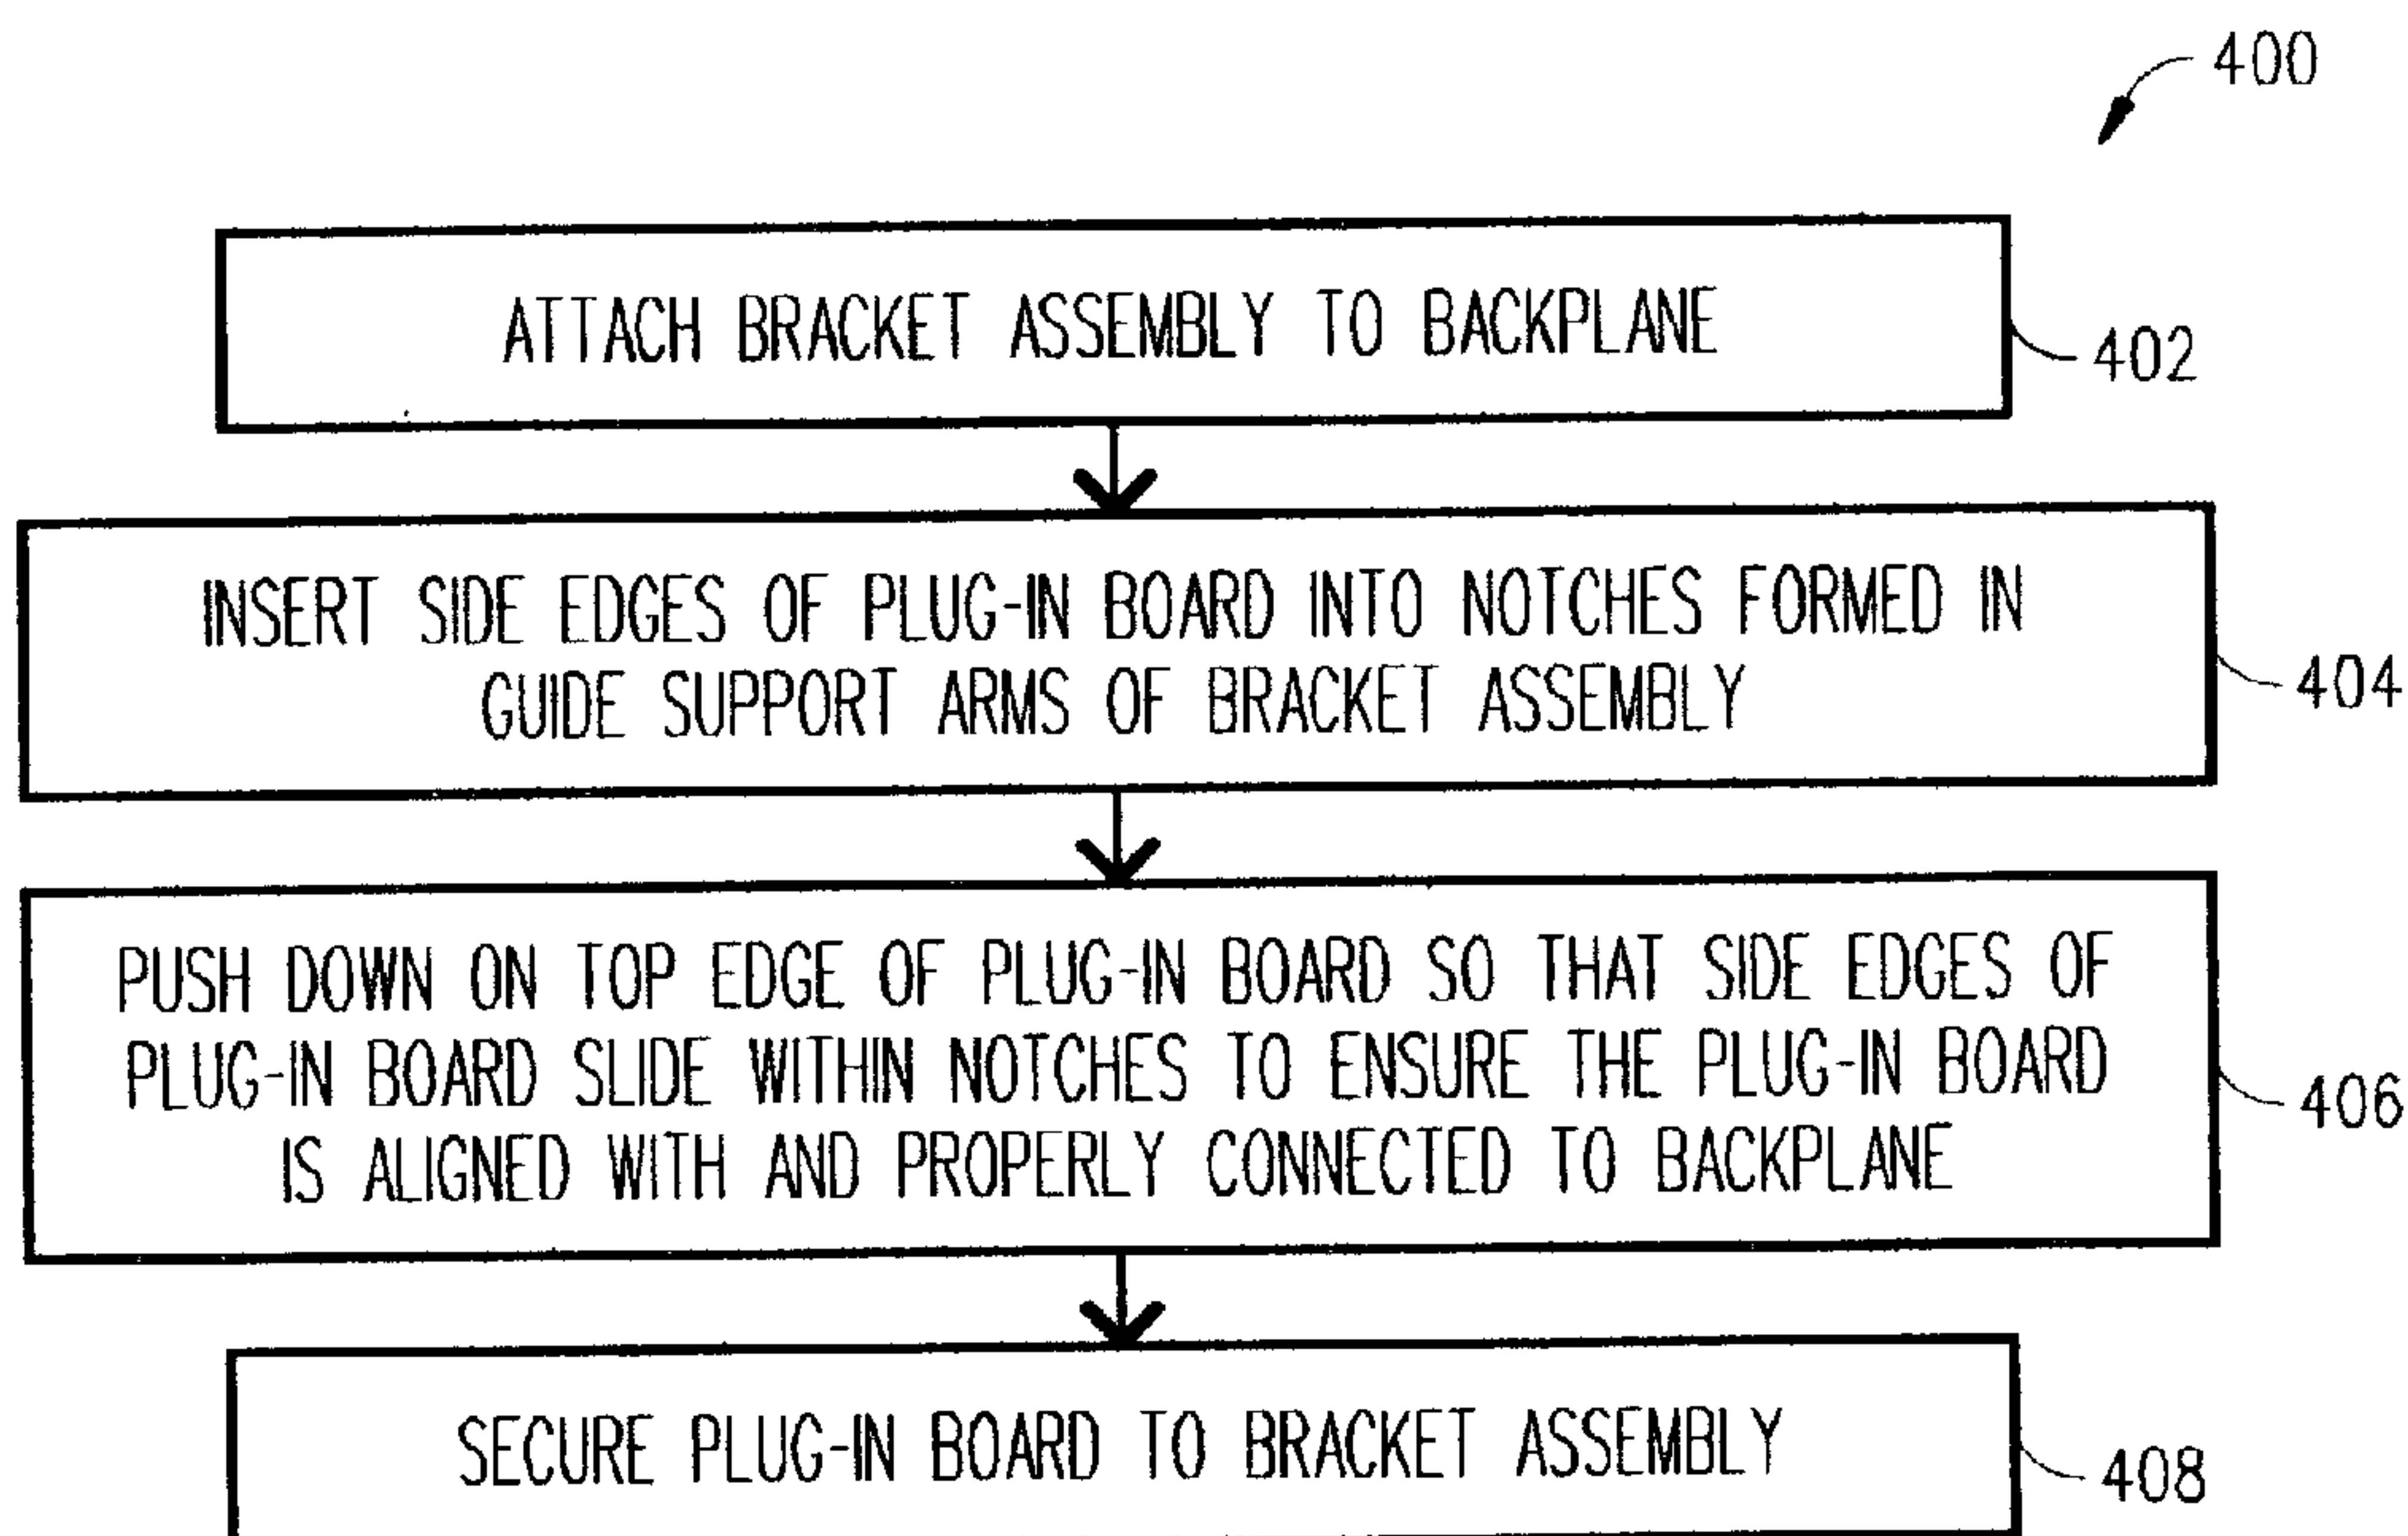 400
ATTACH BRACKET ASSEMBLY TO BACKPLANE
402
INSERT SIDE EDGES OF PLUG-IN BOARD INTO NOTCHES FORMED IN
GUIDE SUPPORT ARMS OF BRACKET ASSEMBLY
404
PUSH DOWN ON TOP EDGE OF PLUG-IN BOARD SO THAT SIDE EDGES OF
PLUG-IN BOARD SLIDE WITHIN NOTCHES TO ENSURE THE PLUG-IN BOARD
IS ALIGNED WITH AND PROPERLY CONNECTED TO BACKPLANE
406
SECURE PLUG-IN BOARD TO BRACKET ASSEMBLY
408